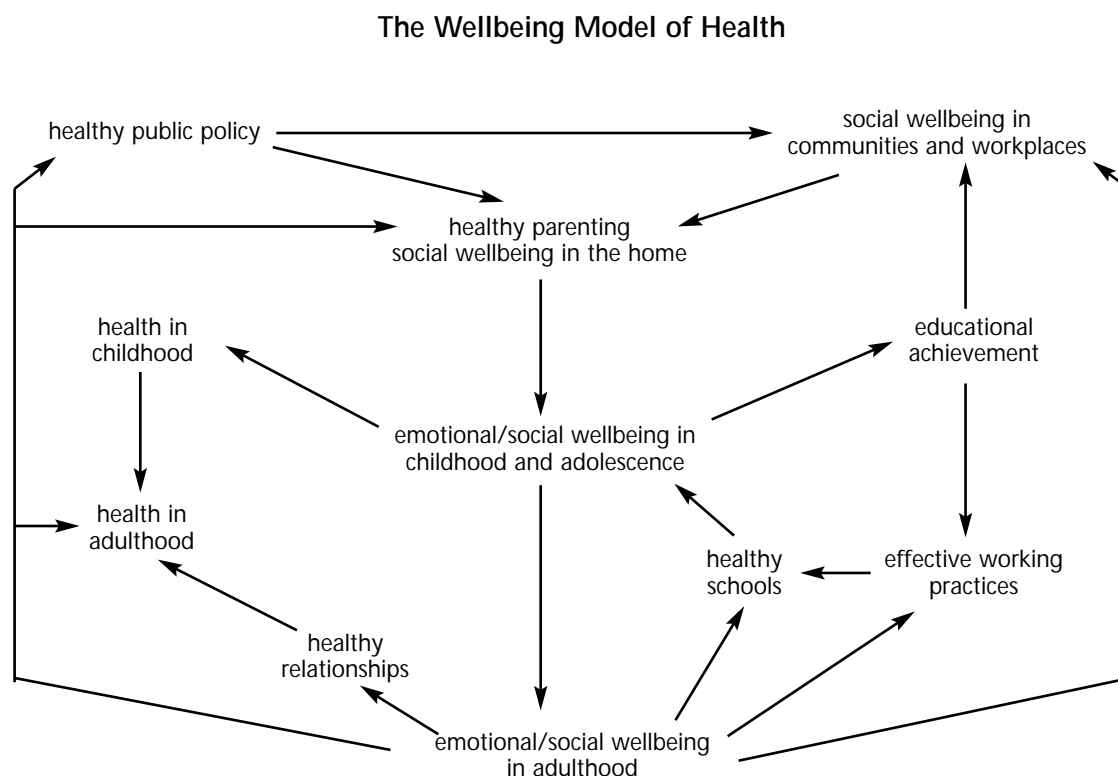 The Wellbeing Model of Health
healthy public policy
social wellbeing in
communities and workplaces
healthy parenting
social wellbeing in the home
health in
childhood
educational
achievement
emotional/social wellbeing in
childhood and adolescence
health in
adulthood
healthy
schools
effective working
practices
healthy
relationships
emotional/social wellbeing
in adulthood